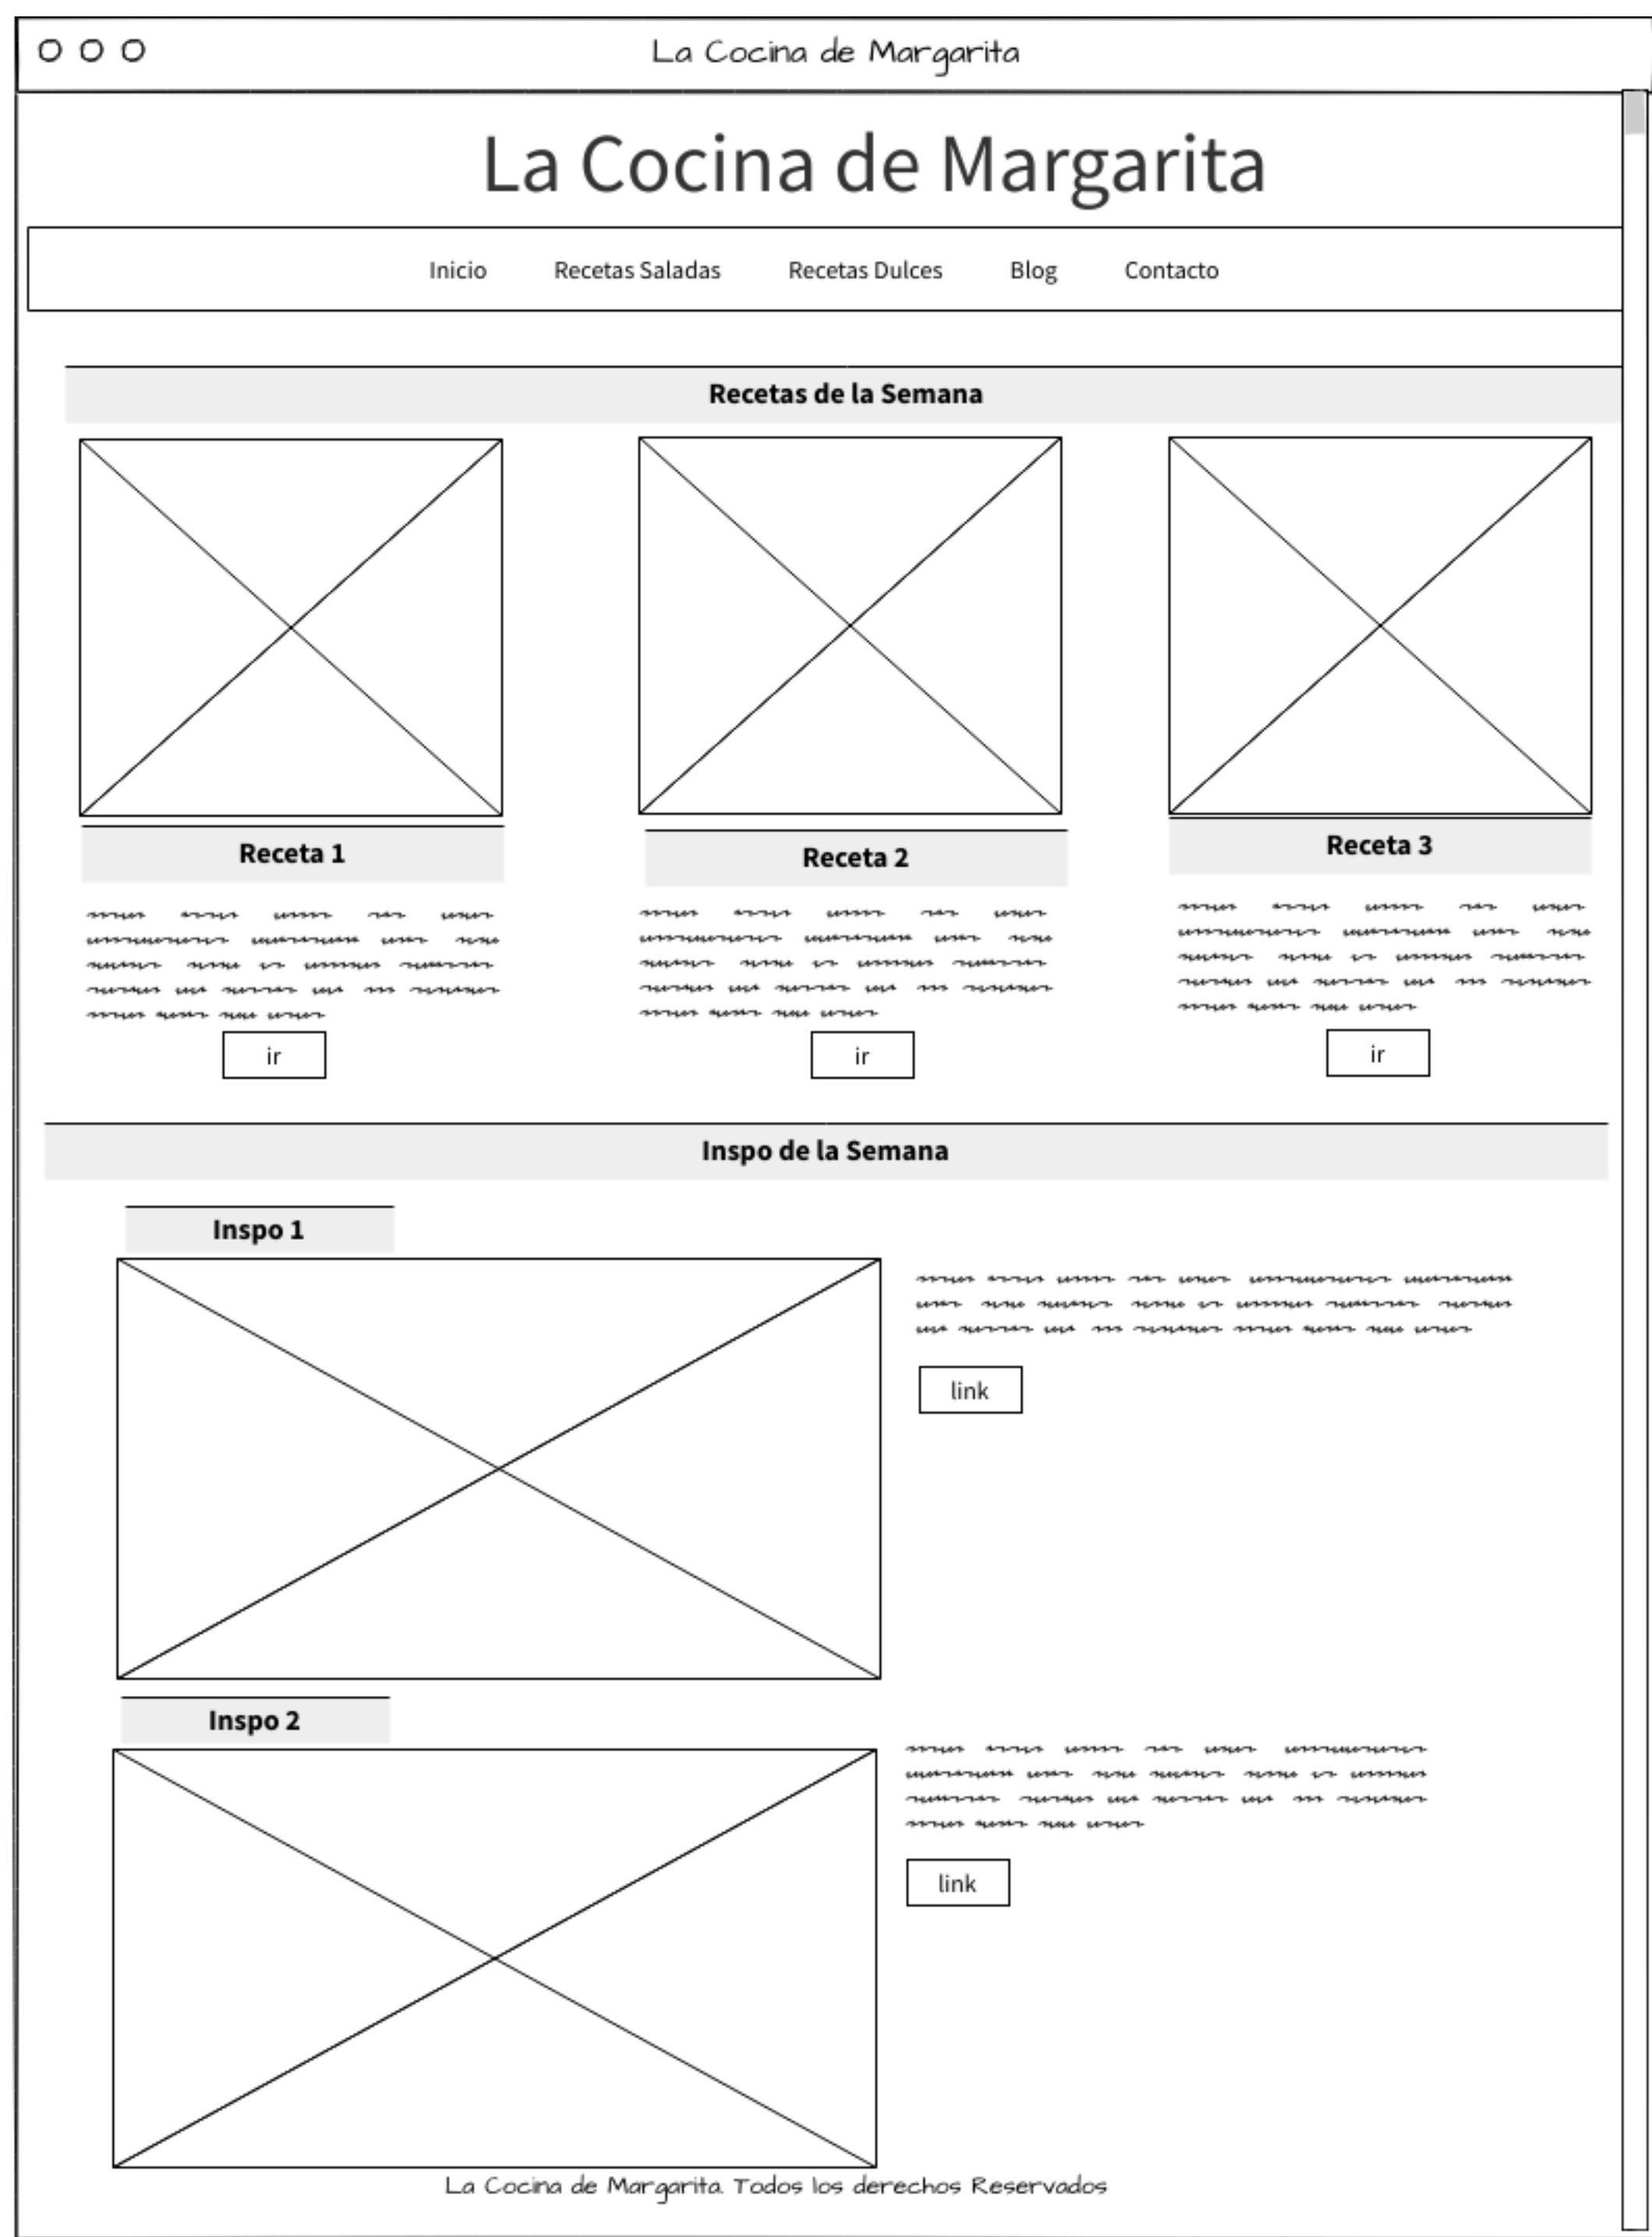 La Cocina de Margarita
La Cocina de Margarita
Inicio Recetas Saladas Recetas Dulces Blog Contacto
Recetas de la Semana
Receta 1 Receta 2 Receta 3
ir ir ir
Inspo de la Semana
Inspo 1
link
Inspo 2
link
La Cocina de Margarita. Todos los derechos Reservados